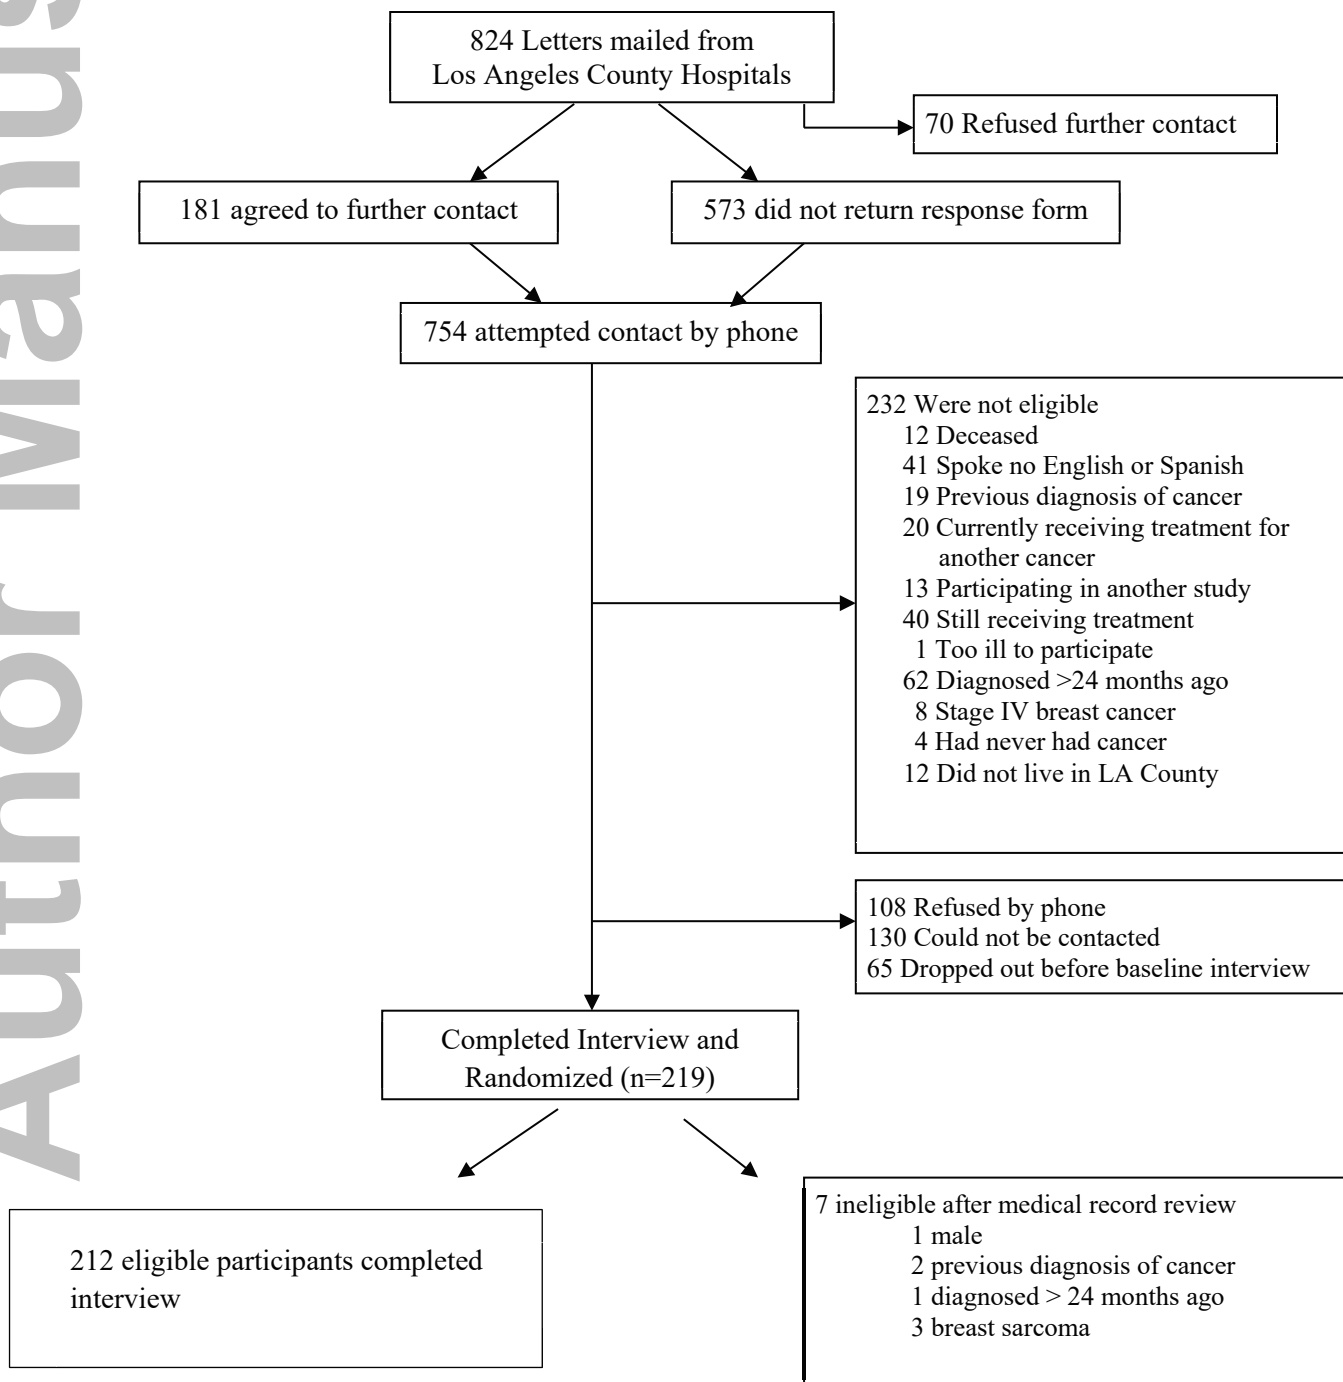 824 Letters mailed from
Los Angeles County Hospitals
70 Refused further contact
181 agreed to further contact
573 did not return response form
754 attempted contact by phone
232 Were not eligible
12 Deceased
41 Spoke no English or Spanish
19 Previous diagnosis of cancer
20 Currently receiving treatment for
another cancer
13 Participating in another study
40 Still receiving treatment
1 Too ill to participate
62 Diagnosed >24 months ago
8 Stage IV breast cancer
4 Had never had cancer
12 Did not live in LA County
108 Refused by phone
130 Could not be contacted
65 Dropped out before baseline interview
Completed Interview and
Randomized (n=219)
7 ineligible after medical record review
1 male
2 previous diagnosis of cancer
1 diagnosed > 24 months ago
3 breast sarcoma
212 eligible participants completed
interview
Author Manus